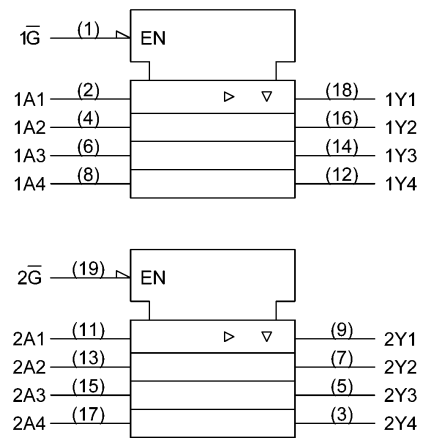 1G̅ (1) EN
1A1 (2) ▷ ▽ (18) 1Y1
1A2 (4) (16) 1Y2
1A3 (6) (14) 1Y3
1A4 (8) (12) 1Y4
2G̅ (19) EN
2A1 (11) ▷ ▽ (9) 2Y1
2A2 (13) (7) 2Y2
2A3 (15) (5) 2Y3
2A4 (17) (3) 2Y4